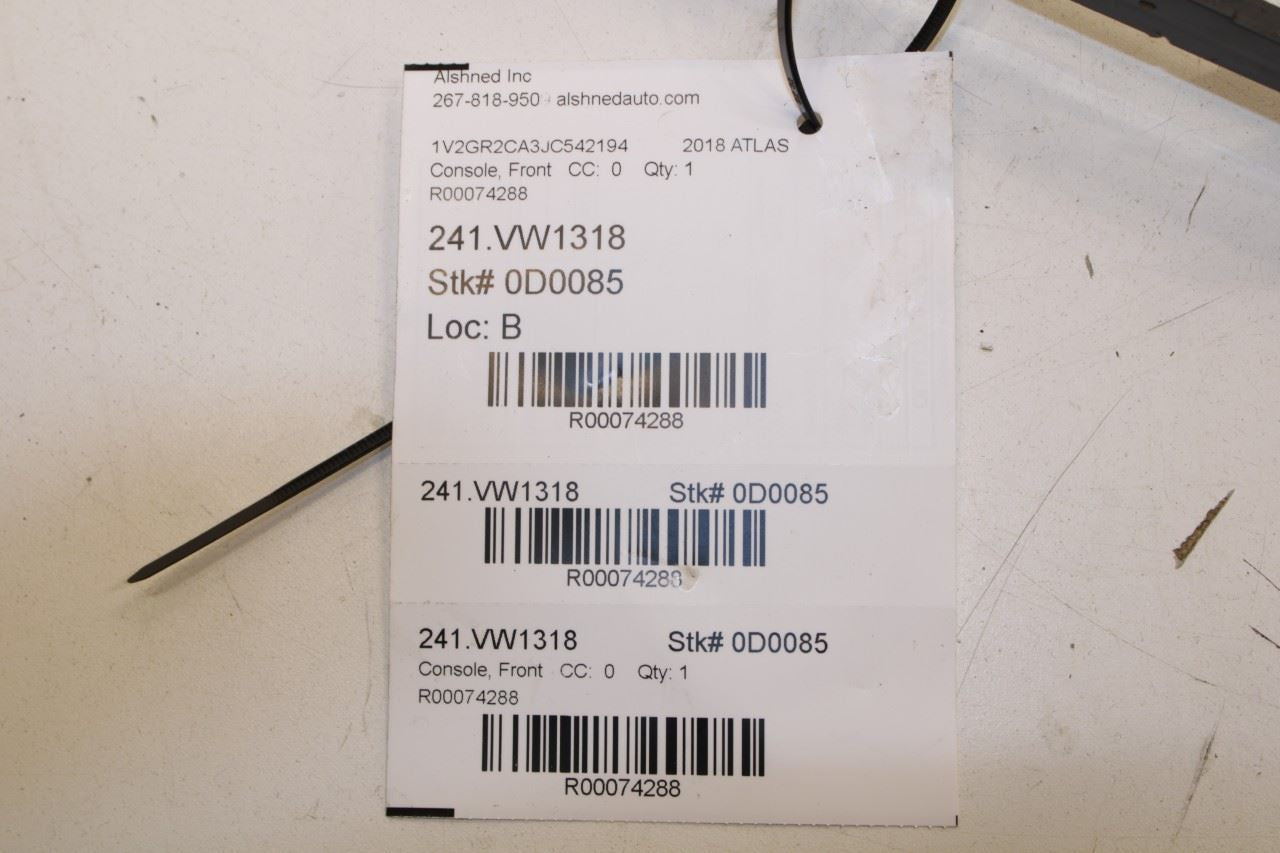 Alshned Inc
267-818-950 alshnedauto.com
1V2GR2CA3JC542194 2018 ATLAS
Console, Front CC: 0 Qty: 1
R00074288
241.VW1318
Stk# 0D0085
Loc: B
R00074288
241.VW1318 Stk# 0D0085
R00074288
241.VW1318 Stk# 0D0085
Console, Front CC: 0 Qty: 1
R00074288
R00074288